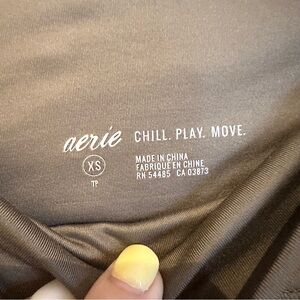 aerie CHILL. PLAY. MOVE.
XS
TP
MADE IN CHINA
FABRIQUÉ EN CHINE
RN 54485 CA 03873